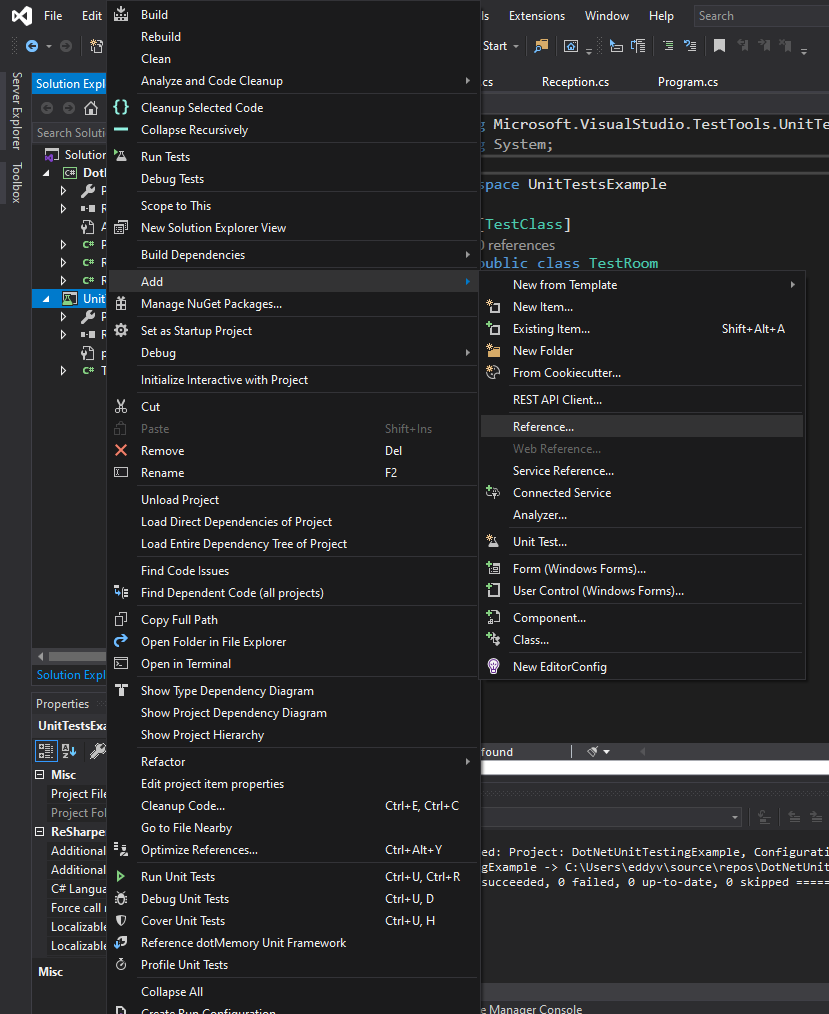 File Edit
ls Extensions Window Help Search
Start
Server Explorer
Toolbox
Solution Expl
Search Soluti
Solution
Dotl
P
R
A
P
R
R
Unit
P
R
p
T
Solution Expl
Properties
UnitTestsExa
Misc
Project File
Project Fol
ReSharpe
Additional
Additional
C# Langua
Force call r
Localizable
Localizable
Misc
Build
Rebuild
Clean
Analyze and Code Cleanup
Cleanup Selected Code
Collapse Recursively
Run Tests
Debug Tests
Scope to This
New Solution Explorer View
Build Dependencies
Add
Manage NuGet Packages...
Set as Startup Project
Debug
Initialize Interactive with Project
Cut
Paste Shift+Ins
Remove Del
Rename F2
Unload Project
Load Direct Dependencies of Project
Load Entire Dependency Tree of Project
Find Code Issues
Find Dependent Code (all projects)
Copy Full Path
Open Folder in File Explorer
Open in Terminal
Show Type Dependency Diagram
Show Project Dependency Diagram
Show Project Hierarchy
Refactor
Edit project item properties
Cleanup Code... Ctrl+E, Ctrl+C
Go to File Nearby
Optimize References... Ctrl+Alt+Y
Run Unit Tests Ctrl+U, Ctrl+R
Debug Unit Tests Ctrl+U, D
Cover Unit Tests Ctrl+U, H
Reference dotMemory Unit Framework
Profile Unit Tests
Collapse All
Create Run Configuration
cs Reception.cs Program.cs
g Microsoft.VisualStudio.TestTools.UnitTe
g System;
space UnitTestsExample
[TestClass]
0 references
public class TestRoom
New from Template
New Item...
Existing Item... Shift+Alt+A
New Folder
From Cookiecutter...
REST API Client...
Reference...
Web Reference...
Service Reference...
Connected Service
Analyzer...
Unit Test...
Form (Windows Forms)...
User Control (Windows Forms)...
Component...
Class...
New EditorConfig
found
ed: Project: DotNetUnitTestingExample, Configurati
gExample -> C:\Users\eddyv\source\repos\DotNetUnit
succeeded, 0 failed, 0 up-to-date, 0 skipped =====
e Manager Console